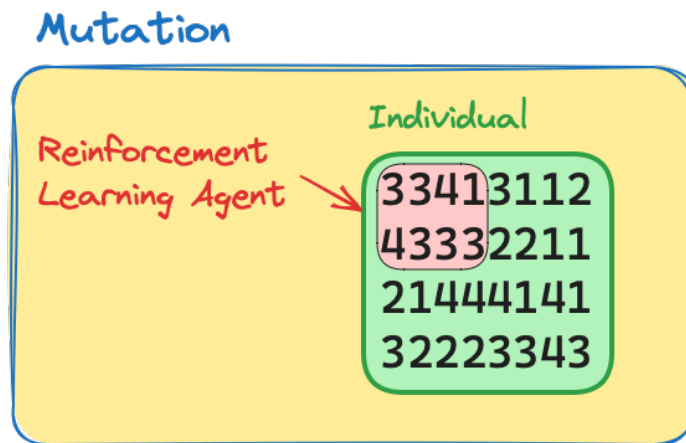 Mutation
Individual
Reinforcement
Learning Agent
33413112
43332211
21444141
32223343